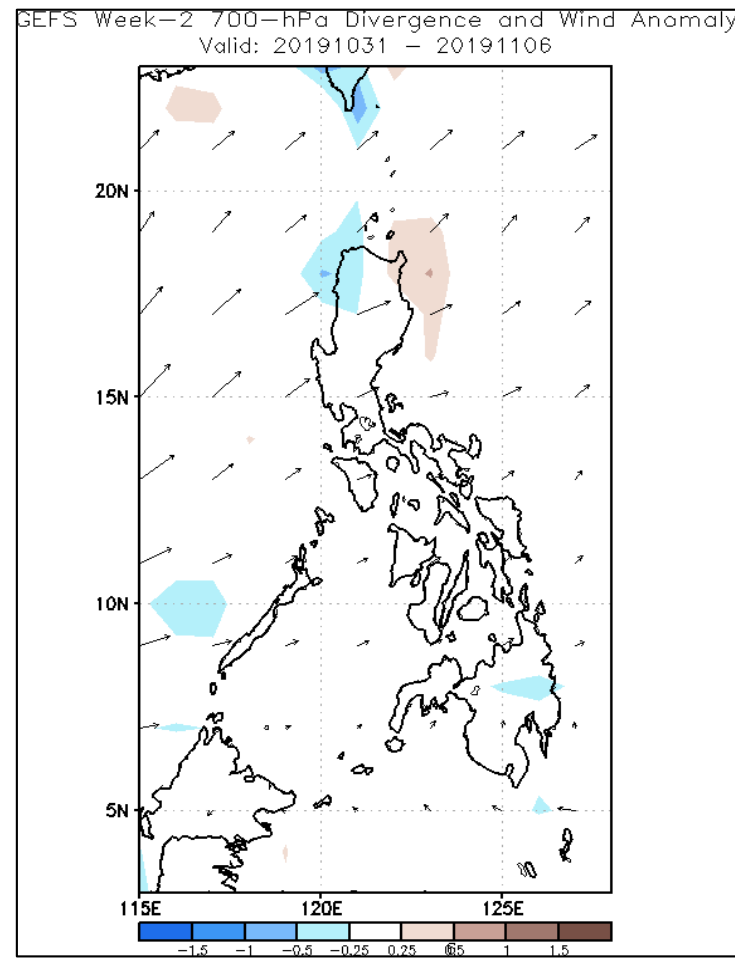 GEFS Week-2 700-hPa Divergence and Wind Anomaly
Valid: 20191031 - 20191106
20N
15N
10N
5N
115E 120E 125E
-1.5 -1 -0.5 -0.25 0.25 1 1.5